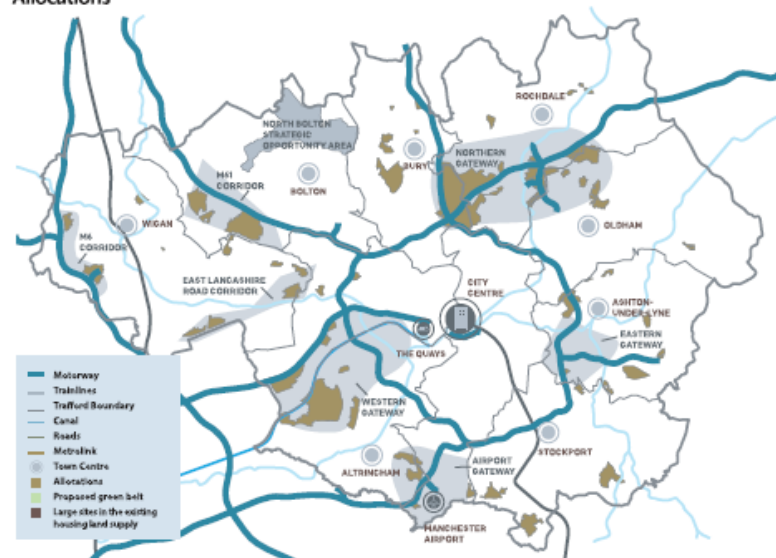 Allocations
ROCHDALE
NORTH BOLTON
STRATEGIC
OPPORTUNITY AREA
NORTHERN
GATEWAY
BURY
M61
CORRIDOR
BOLTON
WIGAN
OLDHAM
M6
CORRIDOR
EAST LANCASHIRE
ROAD CORRIDOR
CITY
CENTRE
ASHTON-
UNDER-LYNE
EASTERN
GATEWAY
THE QUAYS
WESTERN
GATEWAY
STOCKPORT
ALTRINCHAM
AIRPORT
GATEWAY
MANCHESTER
AIRPORT
Motorway
Trainlines
Trafford Boundary
Canal
Roads
Metrolink
Town Centre
Allocations
Proposed green belt
Large sites in the existing
housing land supply